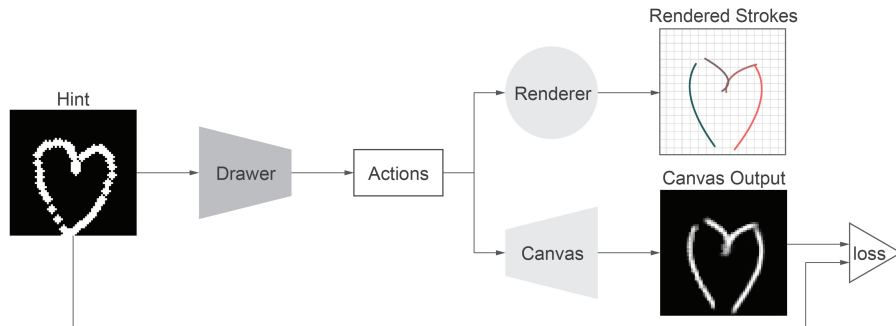 Rendered Strokes
Hint
Renderer
Drawer
Actions
Canvas Output
Canvas
loss